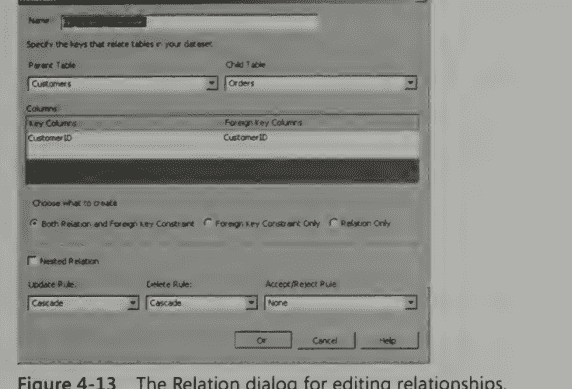 Name:
Specify the keys that relate tables in your dataset.
Parent Table Child Table
Customers Orders
Columns:
Key Columns Foreign Key Columns
CustomerID CustomerID
Choose what to create
Both Relation and Foreign Key Constraint Foreign Key Constraint Only Relation Only
Nested Relation
Update Rule: Delete Rule: Accept/Reject Rule:
Cascade Cascade None
OK Cancel Help
Figure 4-13 The Relation dialog for editing relationships.